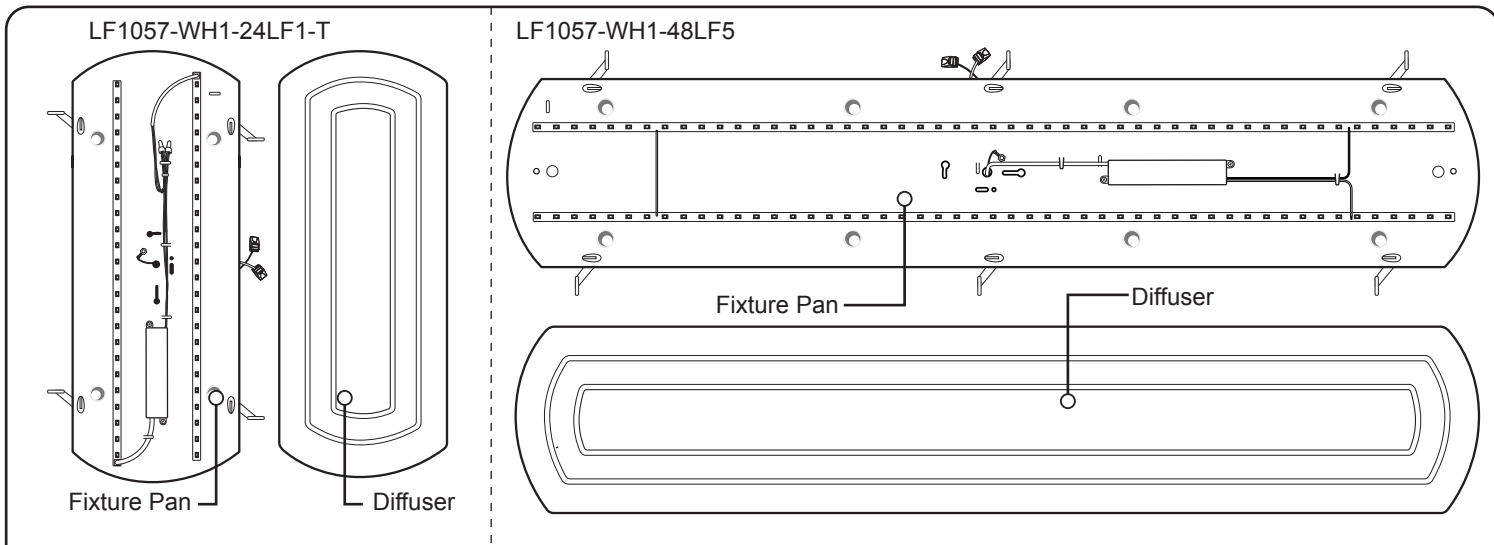 LF1057-WH1-24LF1-T
Fixture Pan
Diffuser
LF1057-WH1-48LF5
Fixture Pan
Diffuser